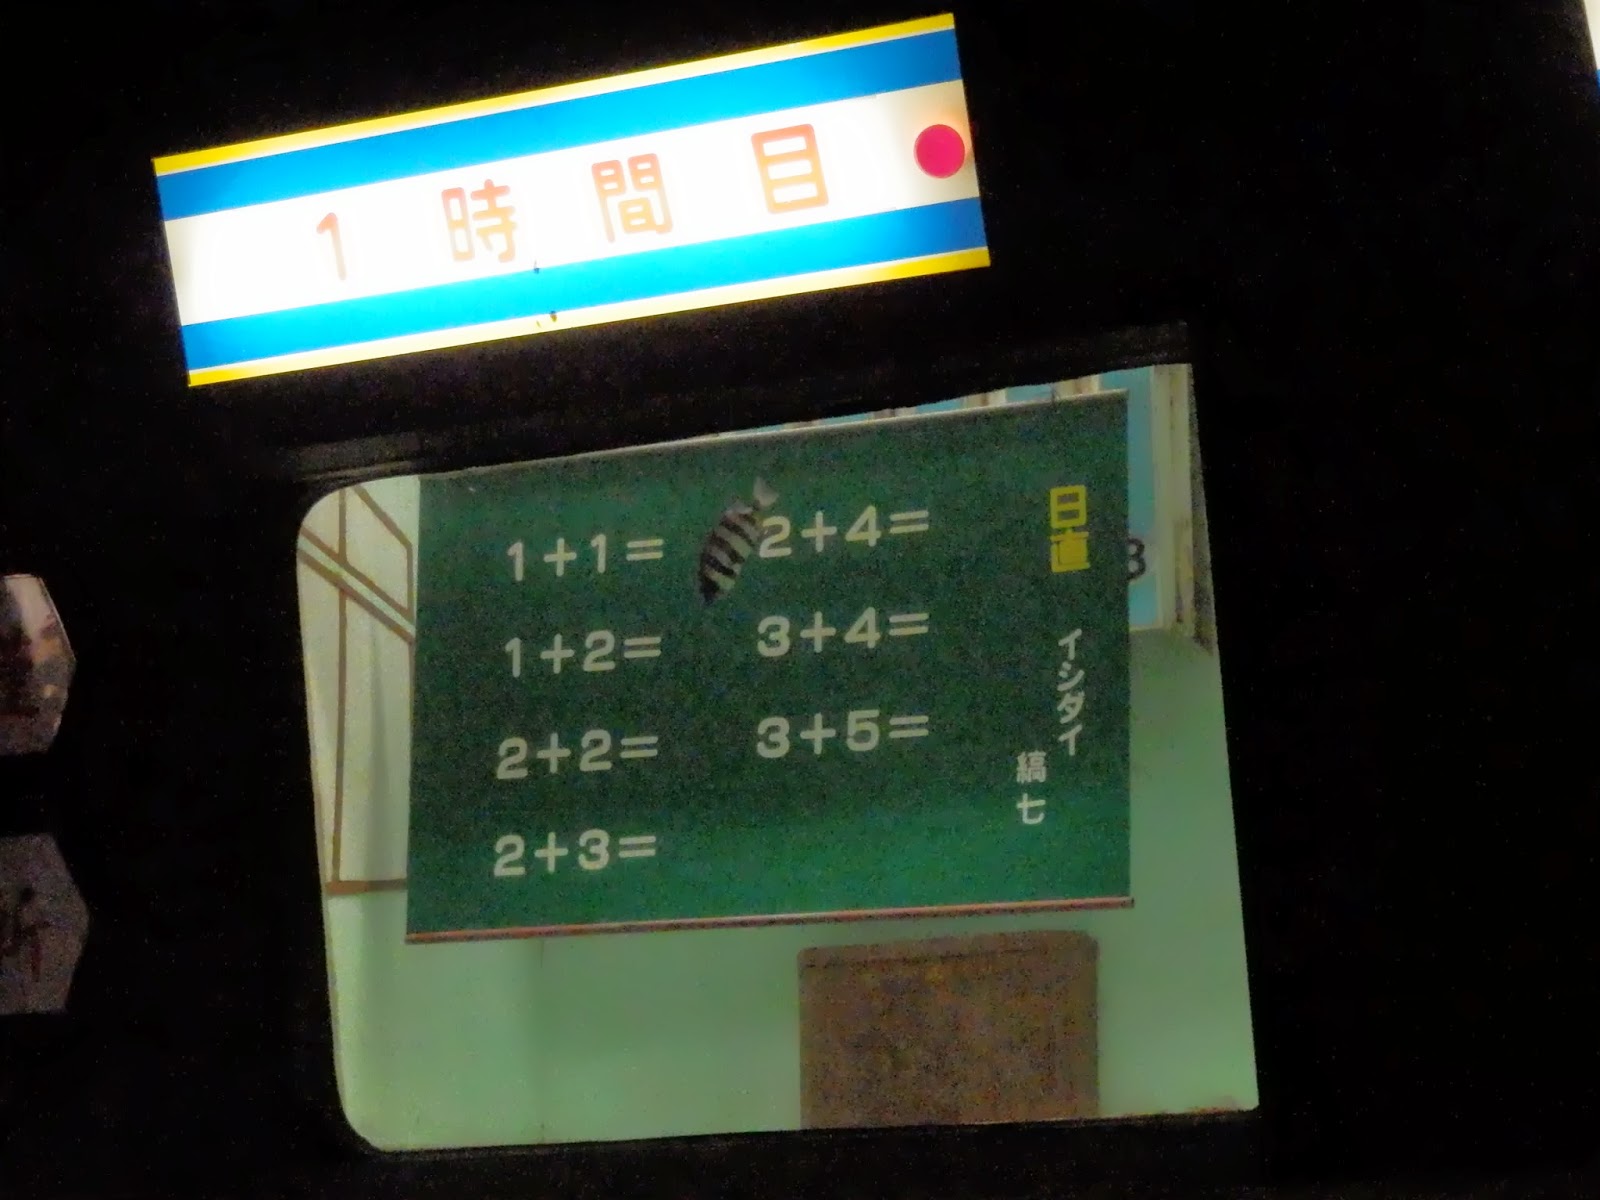 1時間目
1+1=
1+2=
2+2=
2+3=
2+4=
3+4=
3+5=
日直
イシダイ
縞七